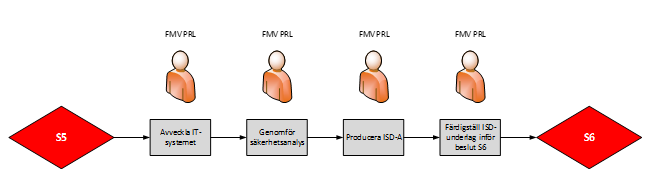 FMV PRL
FMV PRL
FMV PRL
FMV PRL
S5
Avveckla IT-
systemet
Genomför
säkerhetsanalys
Producera ISD-A
Färdigställ ISD-
underlag inför
beslut S6
S6